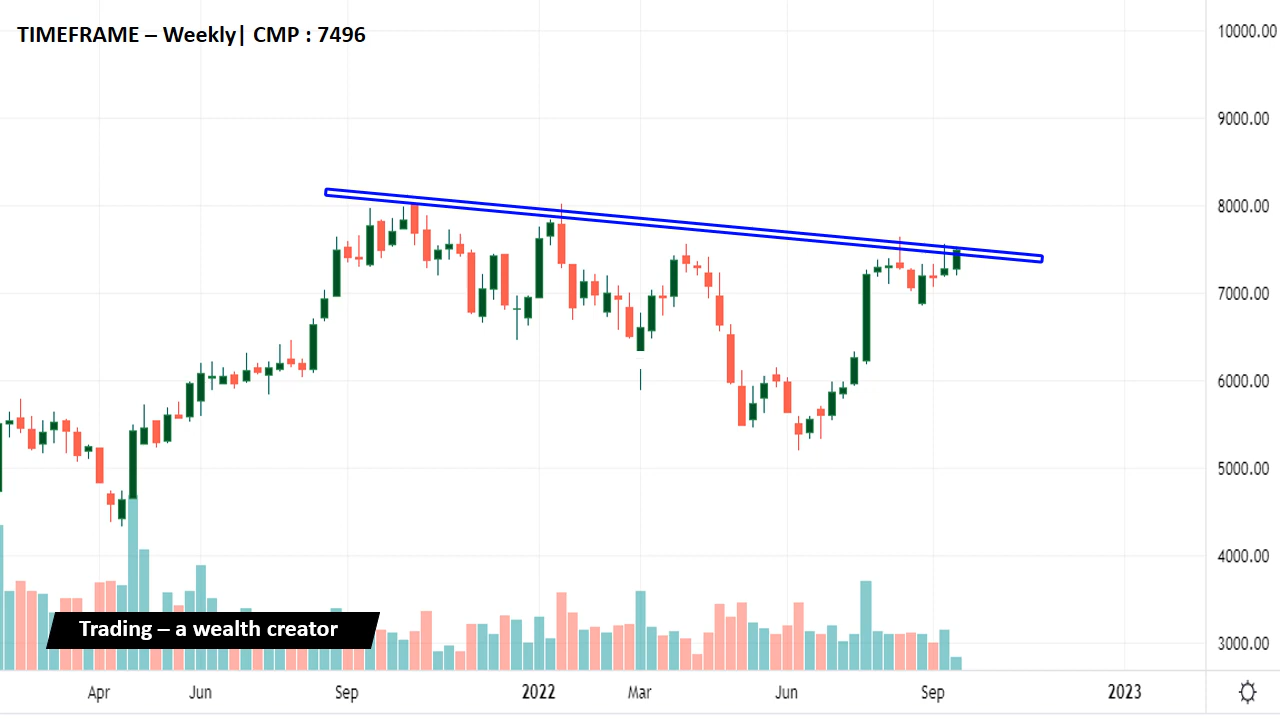 TIMEFRAME – Weekly| CMP : 7496
10000.00
9000.00
8000.00
7000.00
6000.00
5000.00
4000.00
3000.00
Trading – a wealth creator
Apr Jun Sep 2022 Mar Jun Sep 2023